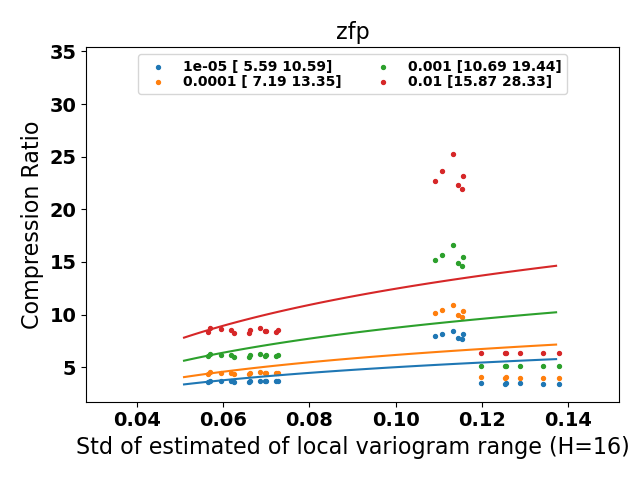 zfp
1e-05 [ 5.59 10.59]
0.0001 [ 7.19 13.35]
0.001 [10.69 19.44]
0.01 [15.87 28.33]
Compression Ratio
35
30
25
20
15
10
5
0.04 0.06 0.08 0.10 0.12 0.14
Std of estimated of local variogram range (H=16)